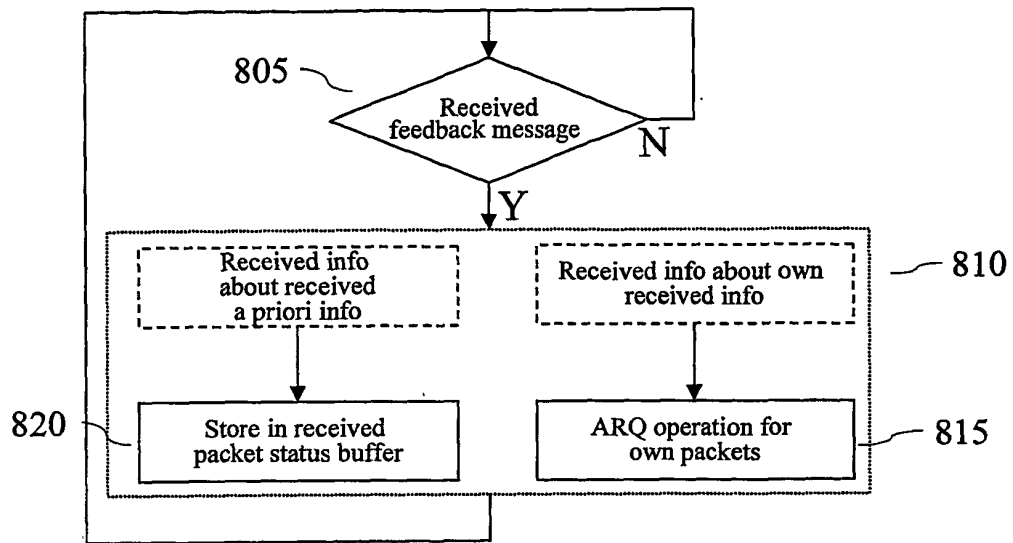 805
Received
feedback message
N
Y
Received info
about received
a priori info
Received info about own
received info
810
820
Store in received
packet status buffer
ARQ operation for
own packets
815